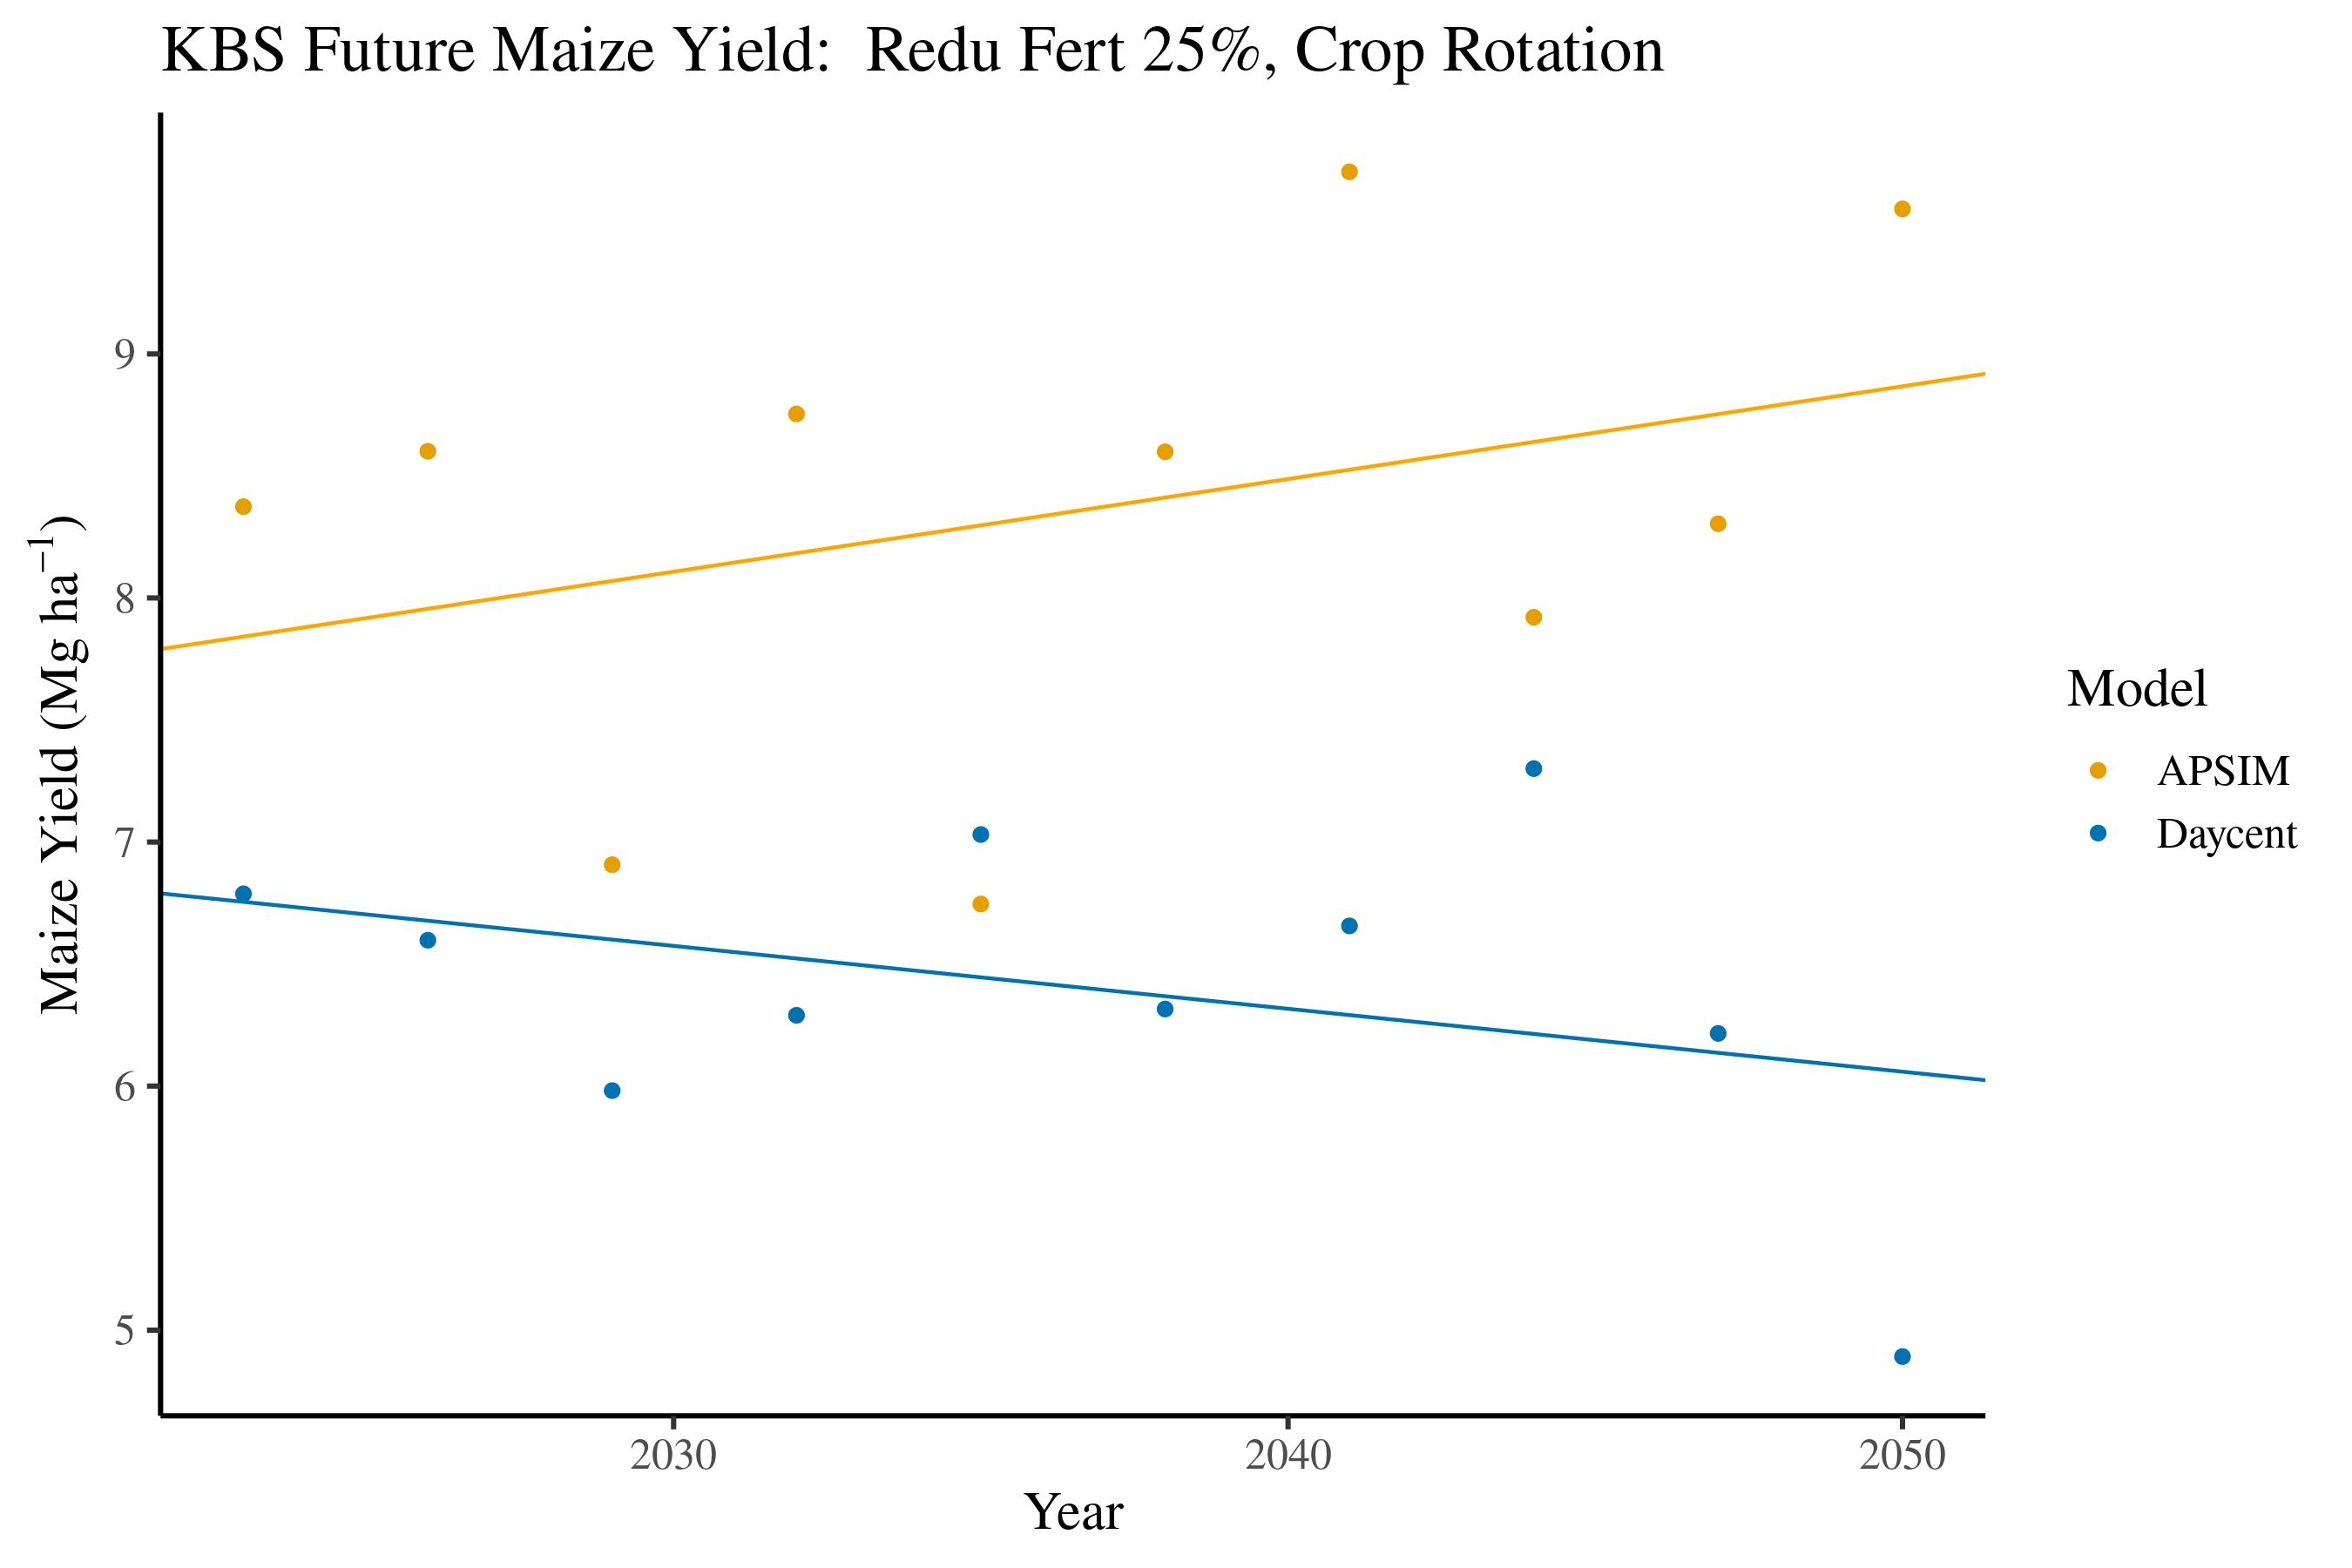 KBS Future Maize Yield:  Redu Fert 25%, Crop Rotation
Maize Yield (Mg ha⁻¹)
9
8
7
6
5
2030
2040
2050
Year
Model
APSIM
Daycent